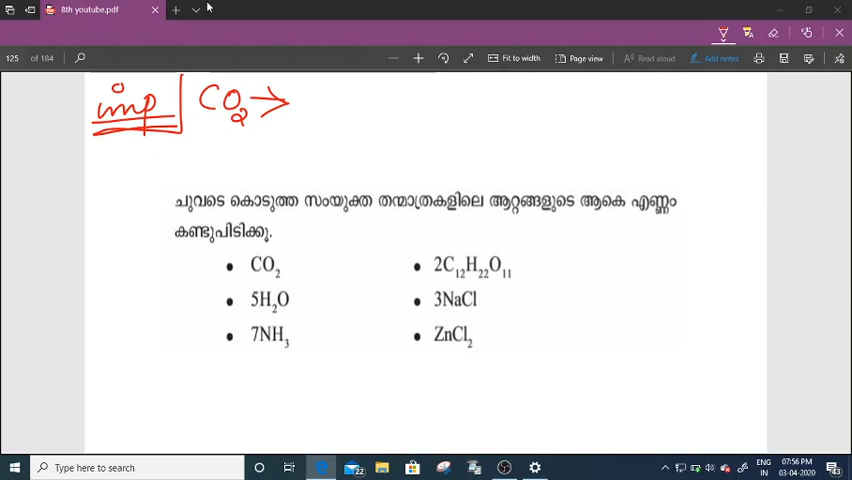 8th youtube.pdf
125 of 184
Fit to width
Page view
Read aloud
Add notes
imp CO₂ →
ചുവടെ കൊടുത്ത സംയുക്ത തന്മാത്രകളിലെ ആറ്റങ്ങളുടെ ആകെ എണ്ണം
കണ്ടുപിടിക്കൂ.
• CO₂
• 2C₁₂H₂₂O₁₁
• 5H₂O
• 3NaCl
• 7NH₃
• ZnCl₂
Type here to search
22
ENG
IN
07:56 PM
03-04-2020
43